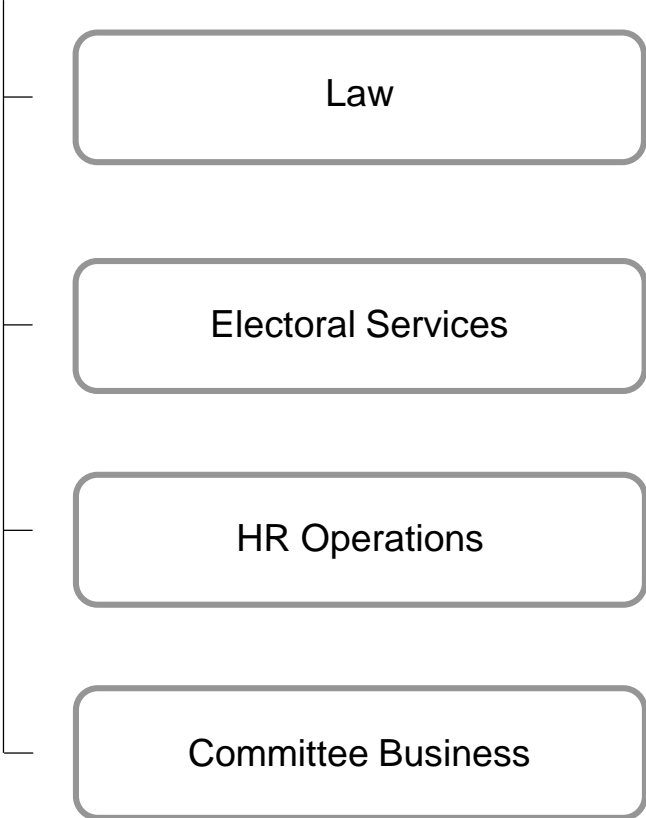 Law
Electoral Services
HR Operations
Committee Business